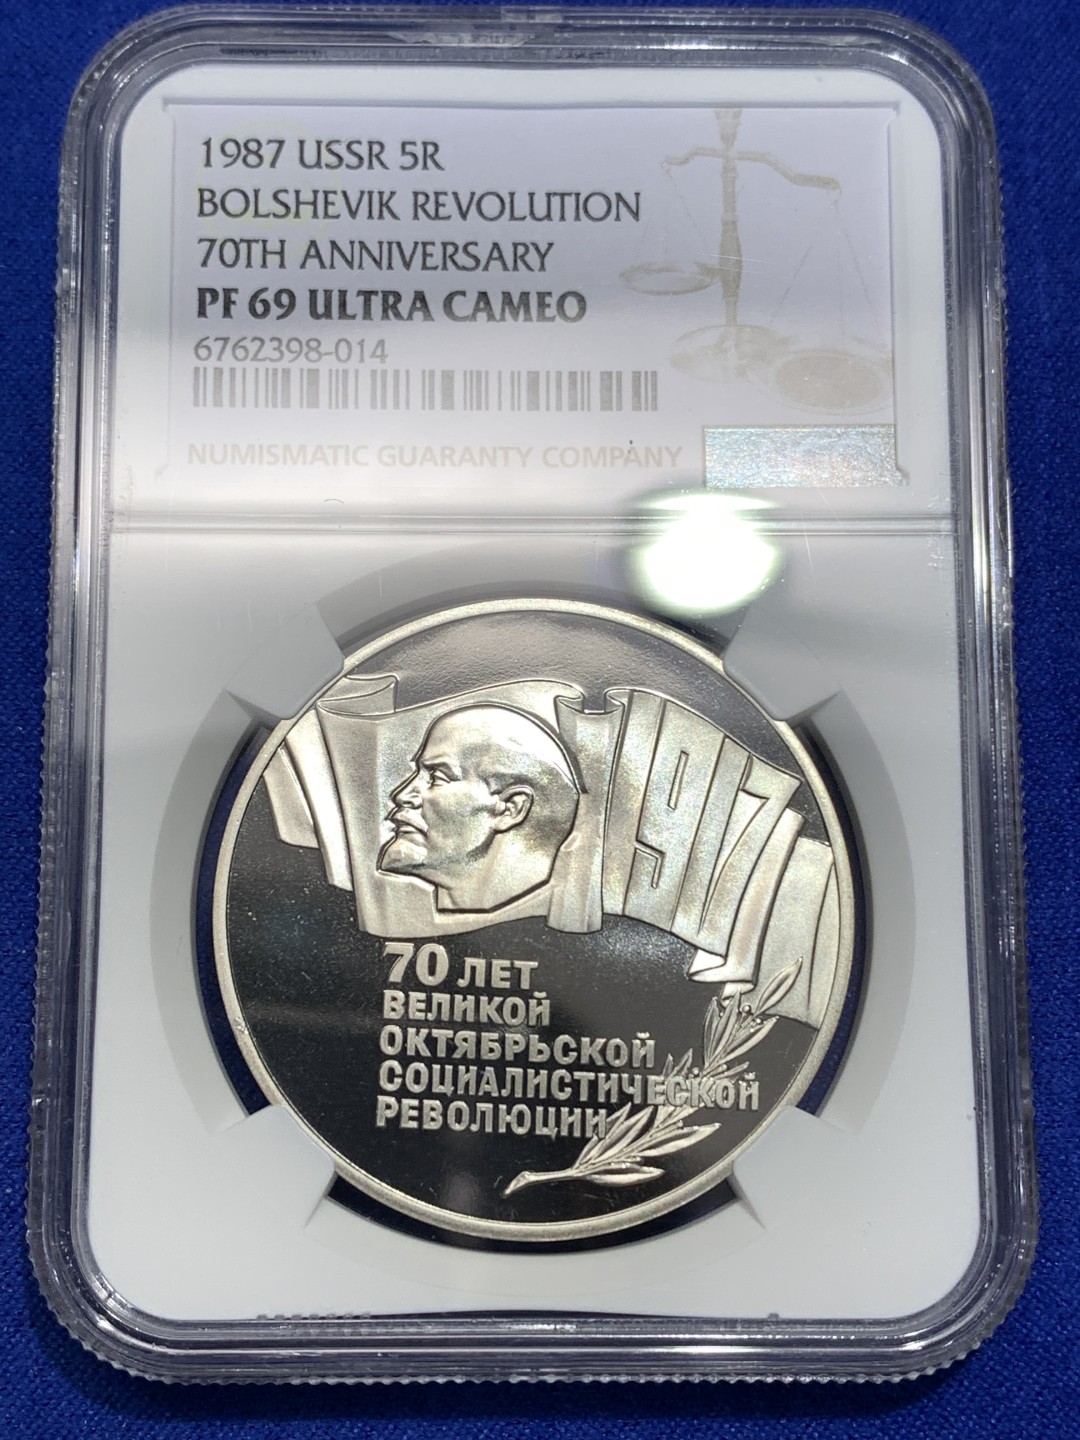 1987 USSR 5R
BOLSHEVIK REVOLUTION
70TH ANNIVERSARY
PF 69 ULTRA CAMEO
6762398-014
NUMISMATIC GUARANTY COMPANY
1917
70 ЛЕТ
ВЕЛИКОЙ
ОКТЯБРЬСКОЙ
СОЦИАЛИСТИЧЕСКОЙ
РЕВОЛЮЦИИ